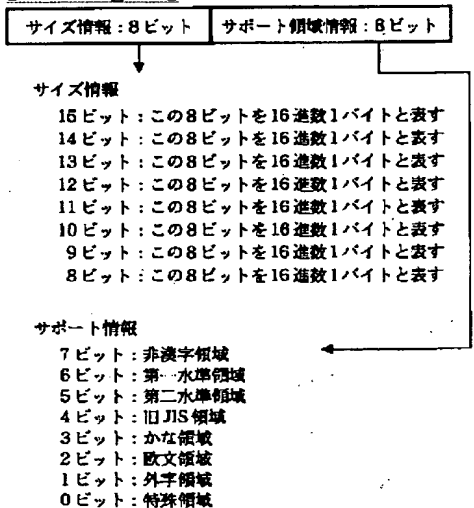 サイズ情報：8ビット サポート領域情報：8ビット
サイズ情報
15ビット：この8ビットを16進数1バイトと表す
14ビット：この8ビットを16進数1バイトと表す
13ビット：この8ビットを16進数1バイトと表す
12ビット：この8ビットを16進数1バイトと表す
11ビット：この8ビットを16進数1バイトと表す
10ビット：この8ビットを16進数1バイトと表す
9ビット：この8ビットを16進数1バイトと表す
8ビット：この8ビットを16進数1バイトと表す
サポート情報
7ビット：非漢字領域
6ビット：第一水準領域
5ビット：第二水準領域
4ビット：旧JIS領域
3ビット：かな領域
2ビット：欧文領域
1ビット：外字領域
0ビット：特殊領域